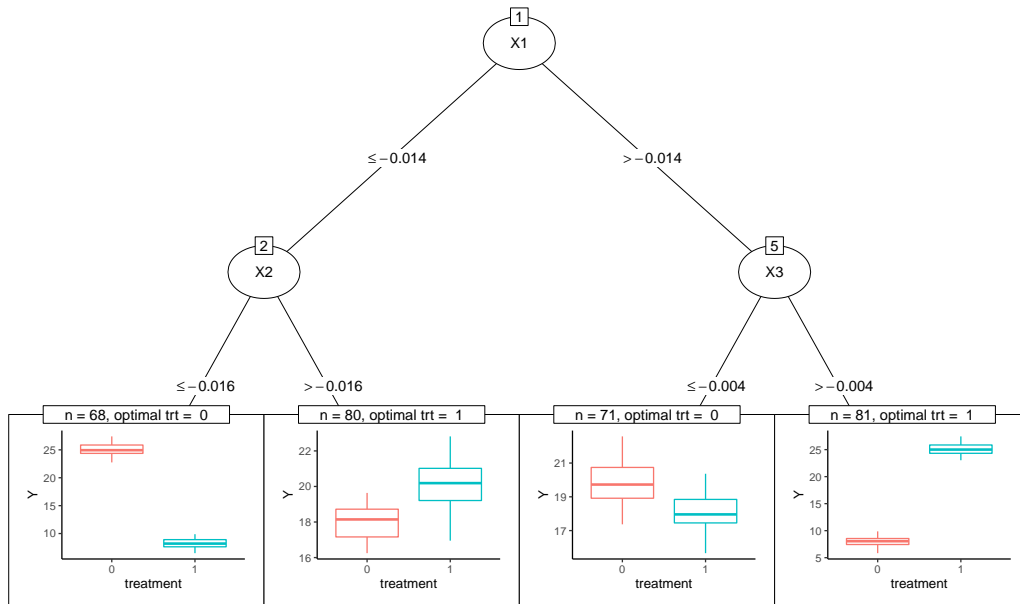 1
X1
≤−0.014
>−0.014
2
X2
5
X3
≤−0.016
>−0.016
≤−0.004
>−0.004
n = 68, optimal trt = 0
25
20
15
10
Y
0
1
treatment
n = 80, optimal trt = 1
22
20
18
16
Y
0
1
treatment
n = 71, optimal trt = 0
21
19
17
Y
0
1
treatment
n = 81, optimal trt = 1
25
20
15
10
5
Y
0
1
treatment